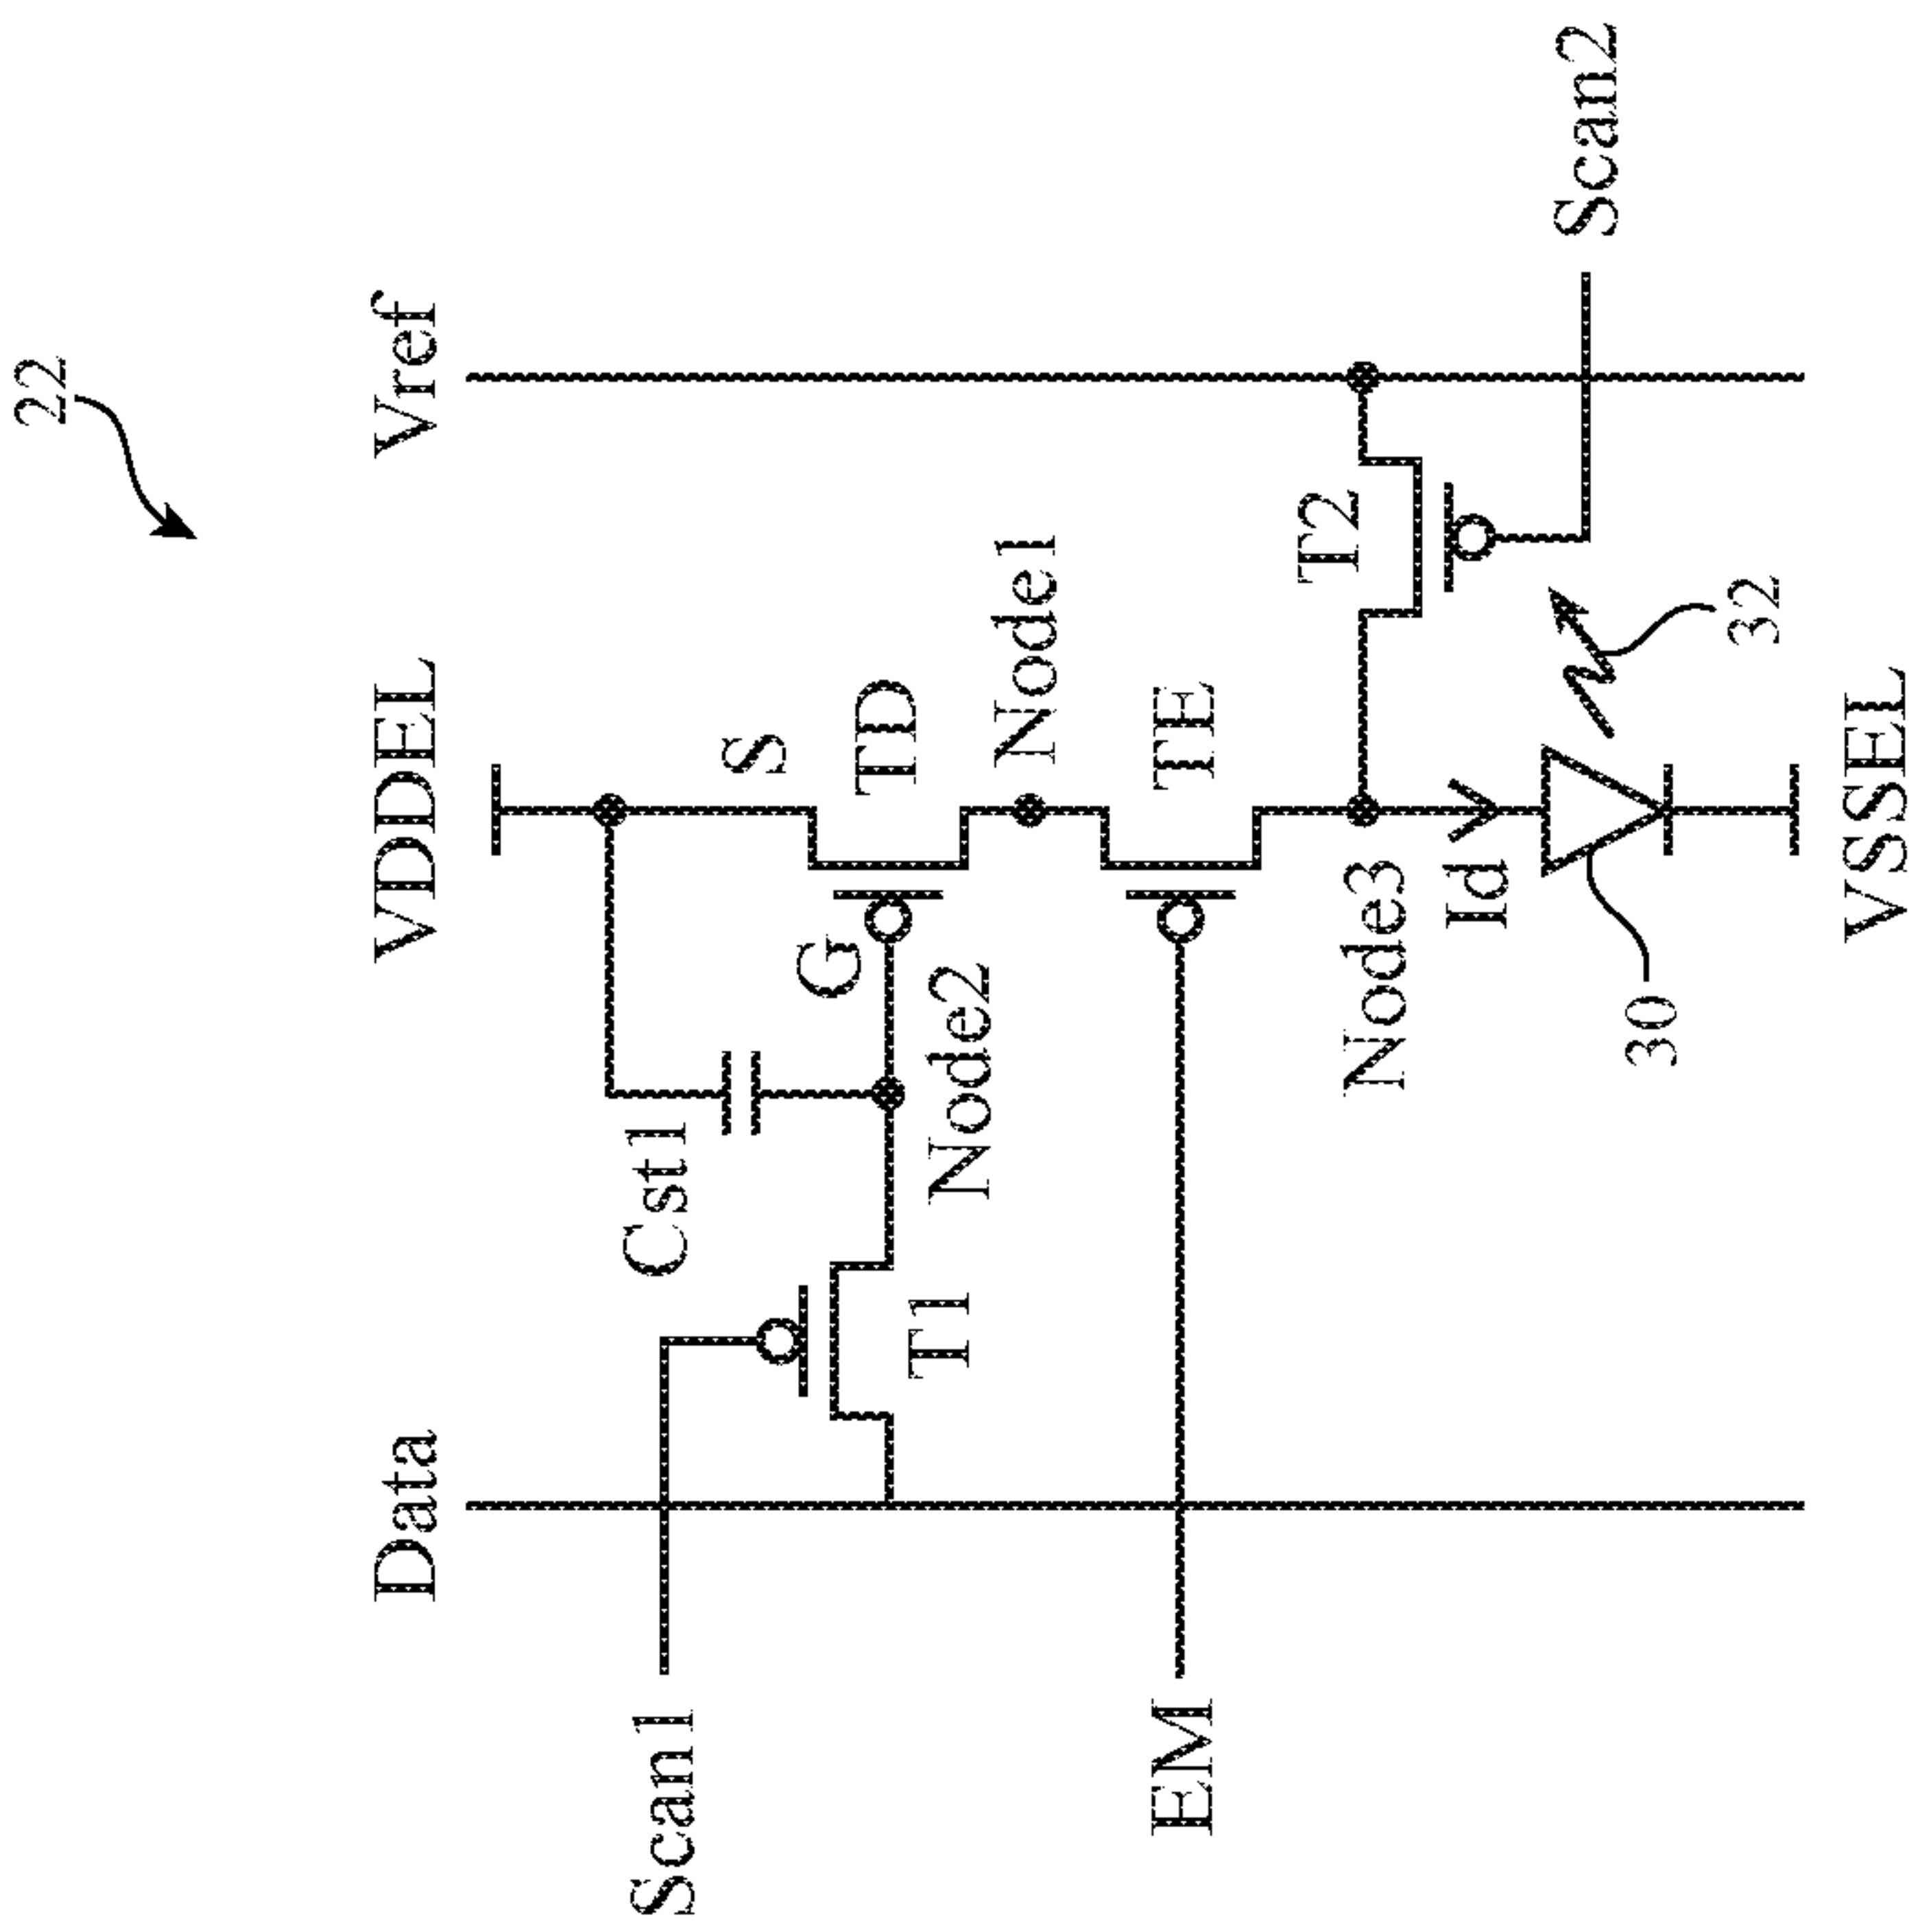 22
Data
VDDEL
Vref
Scan1
Cst1
S
G
TD
T1
Node2
Node1
EM
TE
T2
Node3
Id
Scan2
30
32
VSSEL